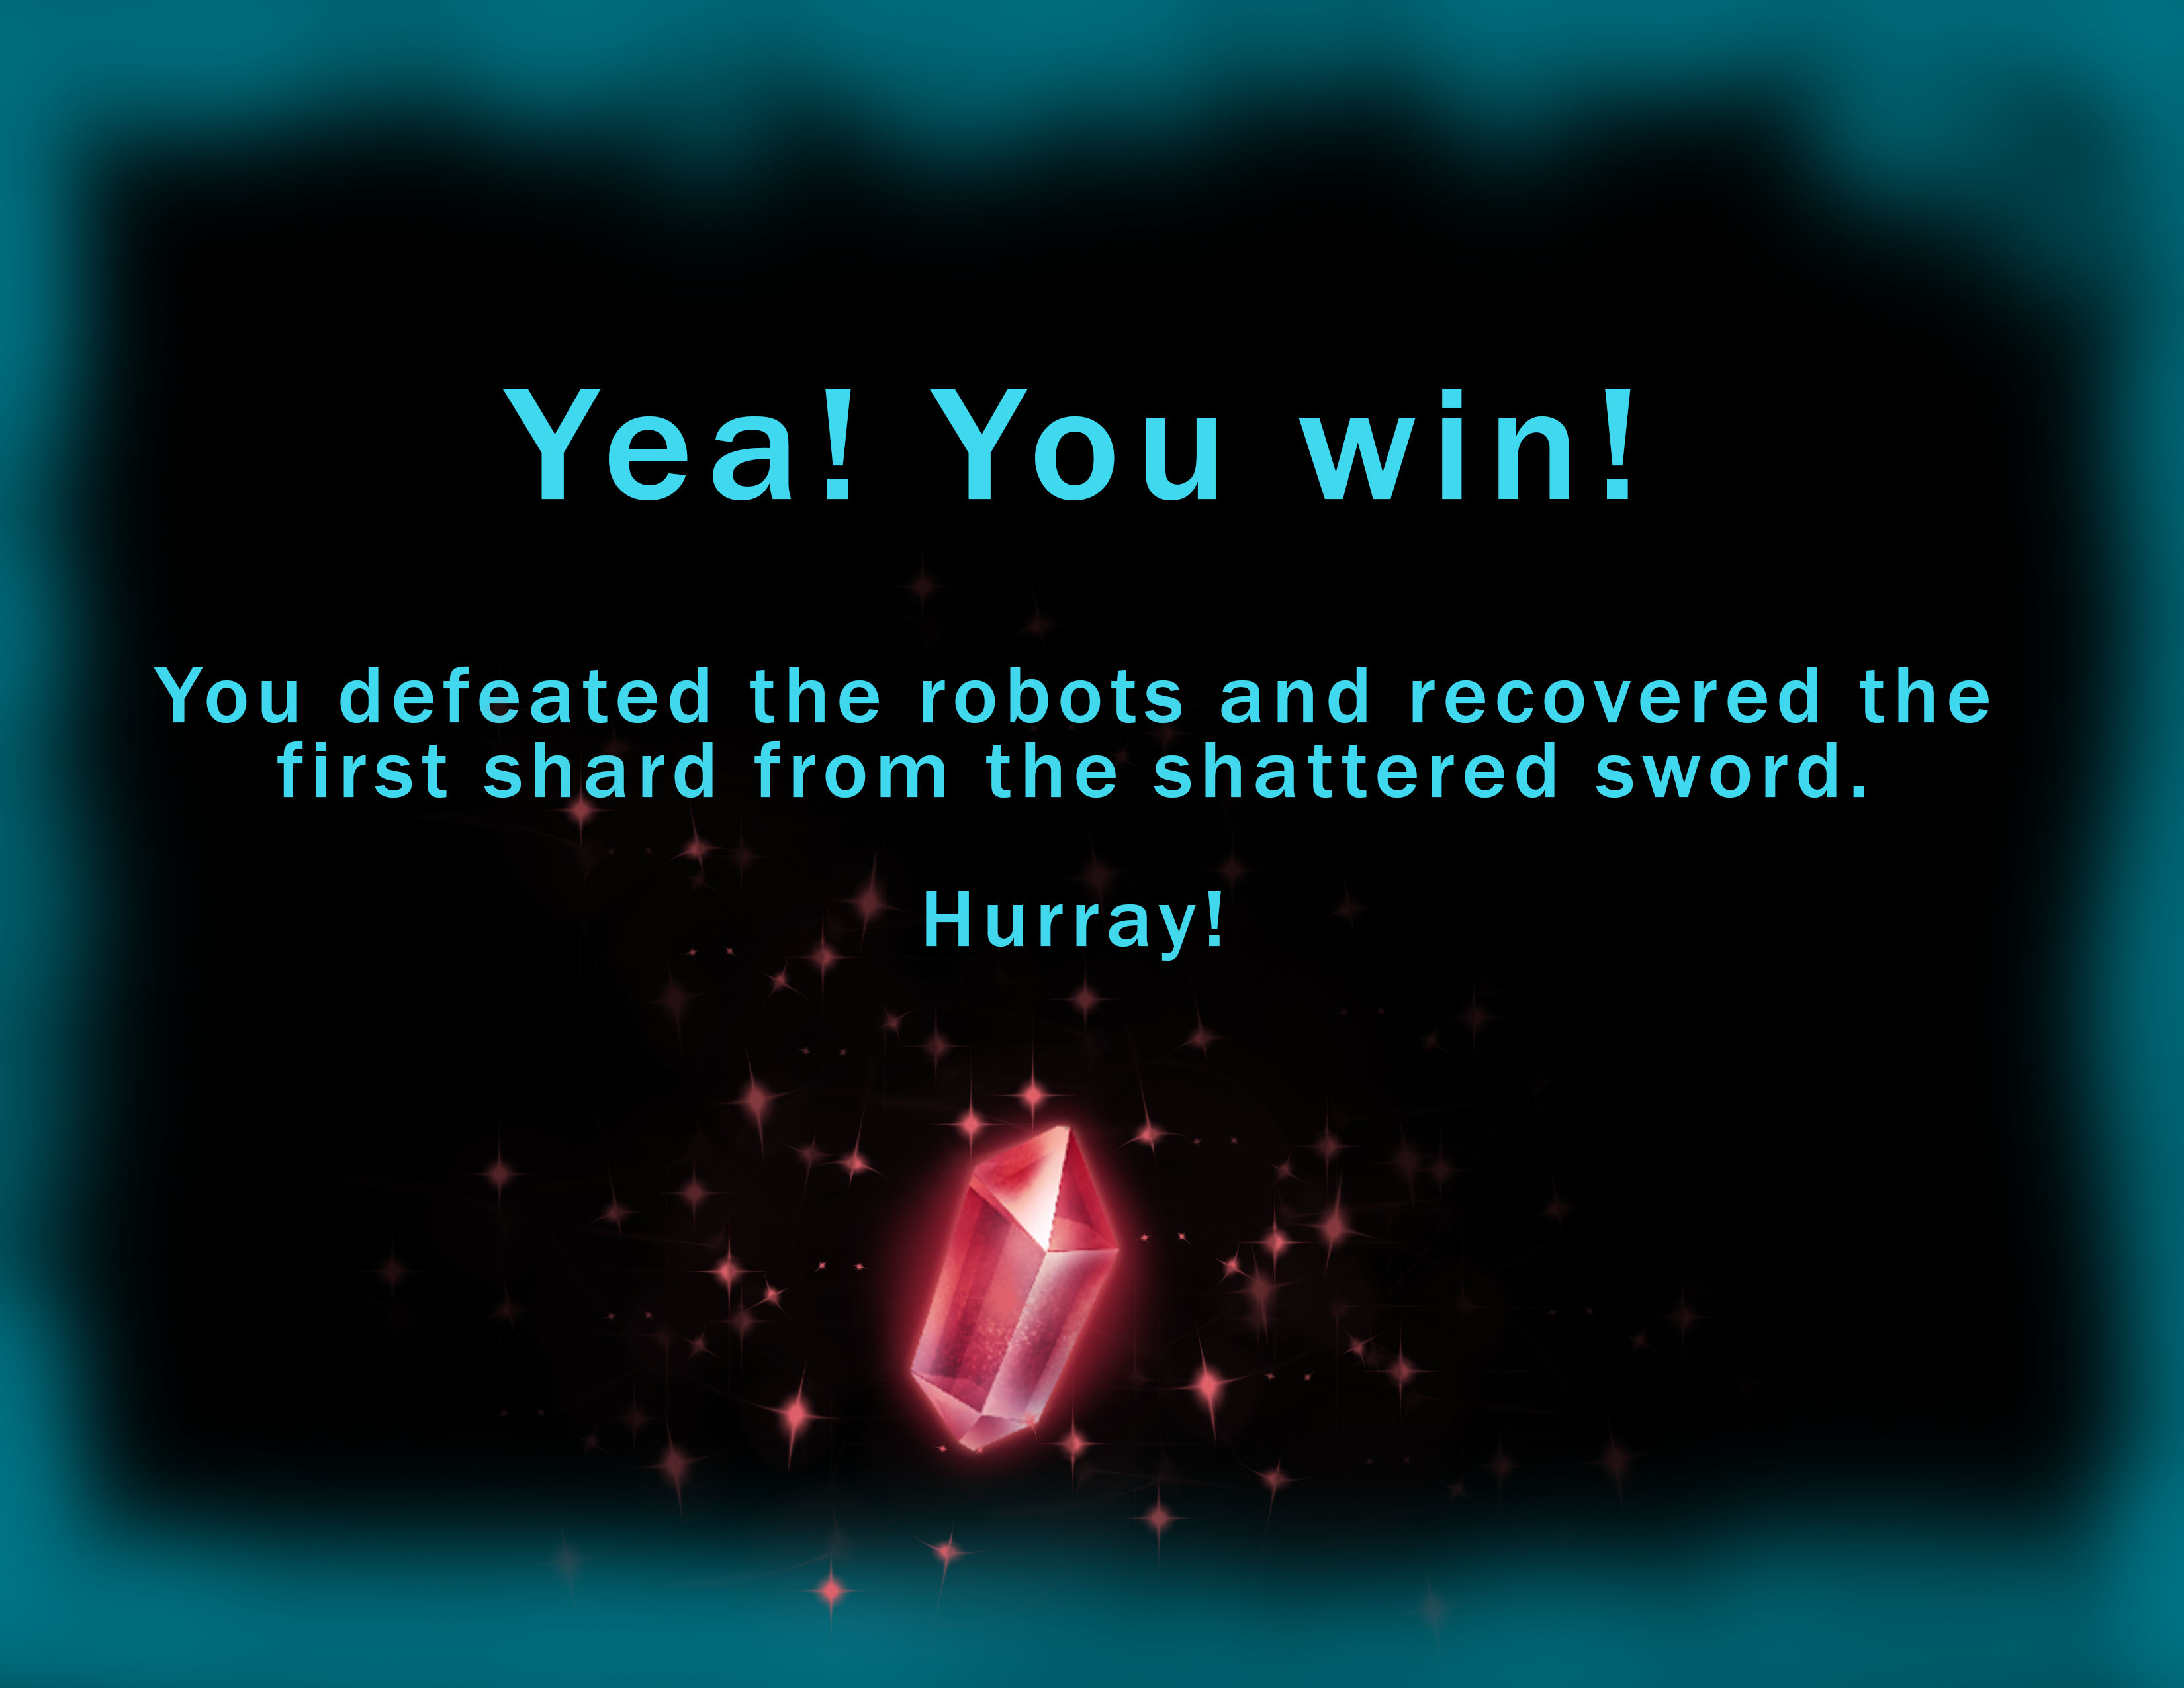 Yea! You win!
You defeated the robots and recovered the
first shard from the shattered sword.
Hurray!